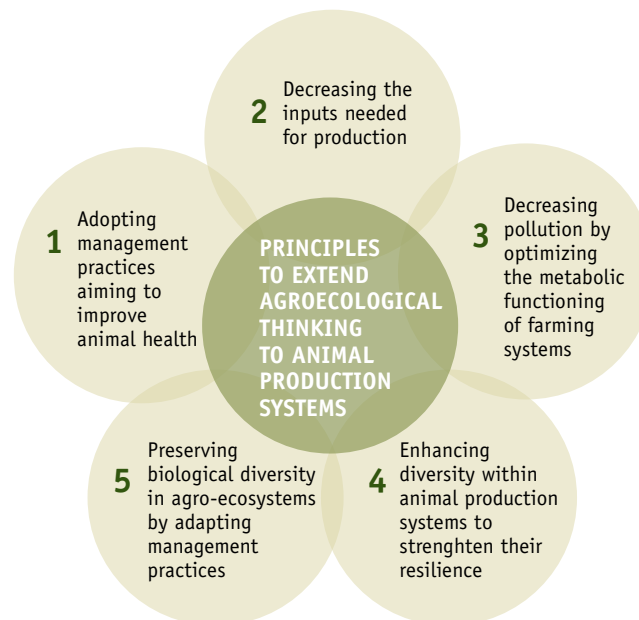 PRINCIPLES
TO EXTEND
AGROECOLOGICAL
THINKING
TO ANIMAL
PRODUCTION
SYSTEMS
1
Adopting
management
practices
aiming to
improve
animal health
2
Decreasing the
inputs needed
for production
3
Decreasing
pollution by
optimizing
the metabolic
functioning
of farming
systems
4
Enhancing
diversity within
animal production
systems to
strenghten their
resilience
5
Preserving
biological diversity
in agro-ecosystems
by adapting
management
practices